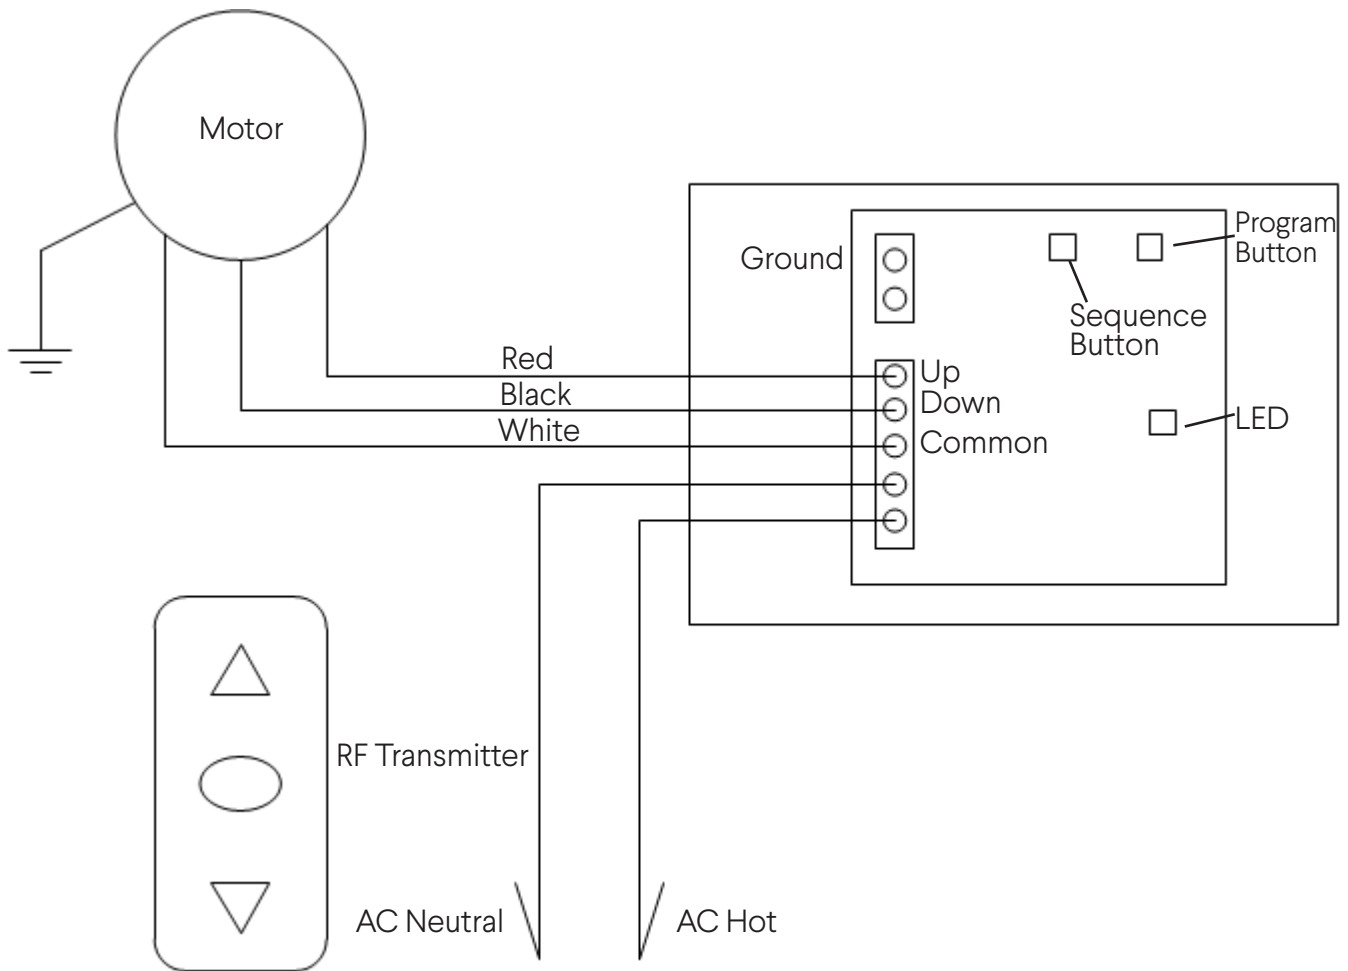 Motor
Program
Button
Ground
Sequence
Button
Red
Up
Black
Down
White
Common
LED
RF Transmitter
AC Neutral
AC Hot